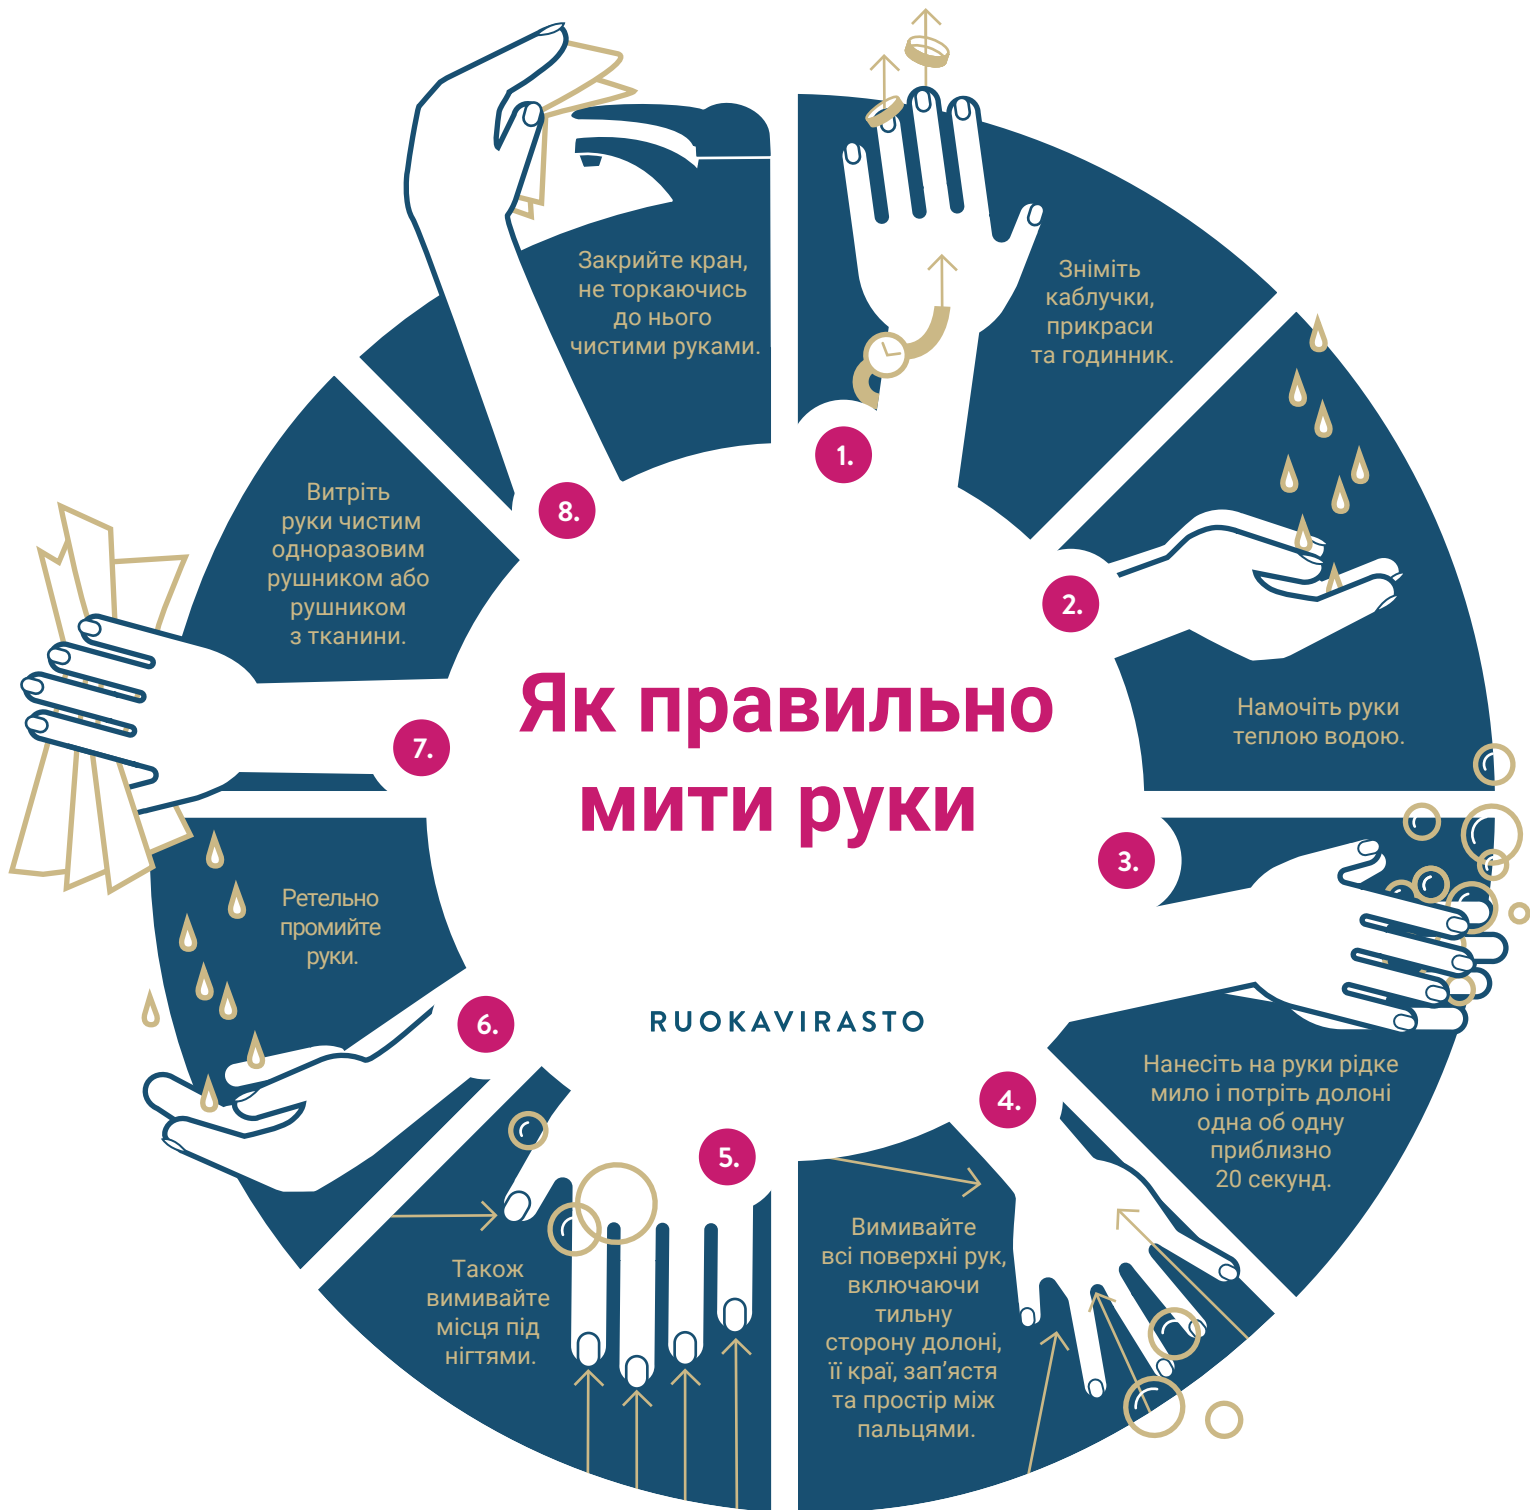 Як правильно
мити руки
RUOKAVIRASTO
1.
Зніміть
каблучки,
прикраси
та годинник.
2.
Намочіть руки
теплою водою.
3.
Нанесіть на руки рідке
мило і потріть долоні
одна об одну
приблизно
20 секунд.
4.
Вимивайте
всі поверхні рук,
включаючи
тильну
сторону долоні,
її краї, зап’ястя
та простір між
пальцями.
5.
Також
вимивайте
місця під
нігтями.
6.
Ретельно
промийте
руки.
7.
Витріть
руки чистим
одноразовим
рушником або
рушником
з тканини.
8.
Закрийте кран,
не торкаючись
до нього
чистими руками.